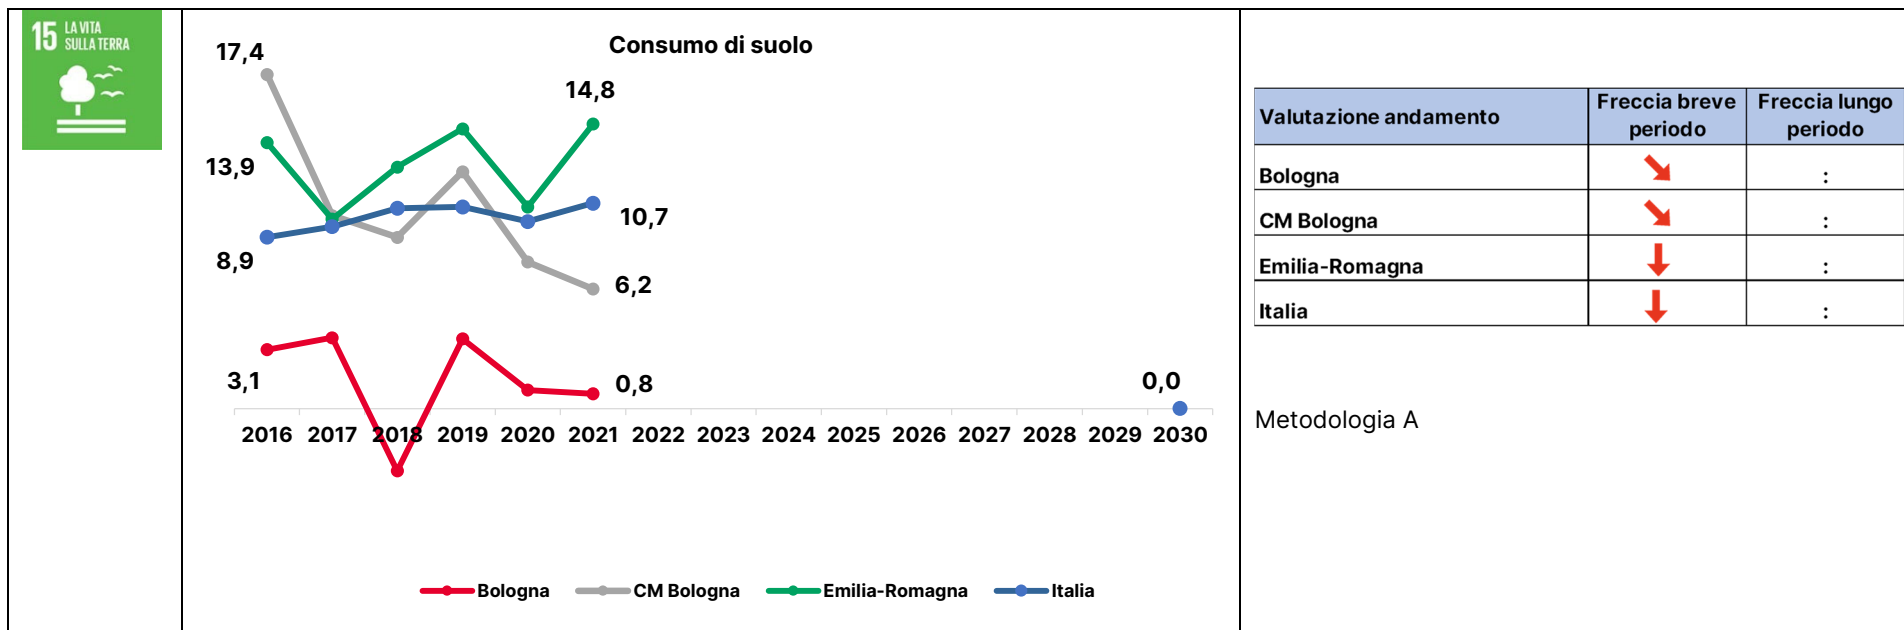 15 LA VITA
SULLA TERRA
Consumo di suolo
17,4
14,8
13,9
10,7
8,9
6,2
3,1
0,8
0,0
2016 2017 2018 2019 2020 2021 2022 2023 2024 2025 2026 2027 2028 2029 2030
Bologna CM Bologna Emilia-Romagna Italia
Valutazione andamento Freccia breve periodo Freccia lungo periodo
Bologna :
CM Bologna :
Emilia-Romagna :
Italia :
Metodologia A